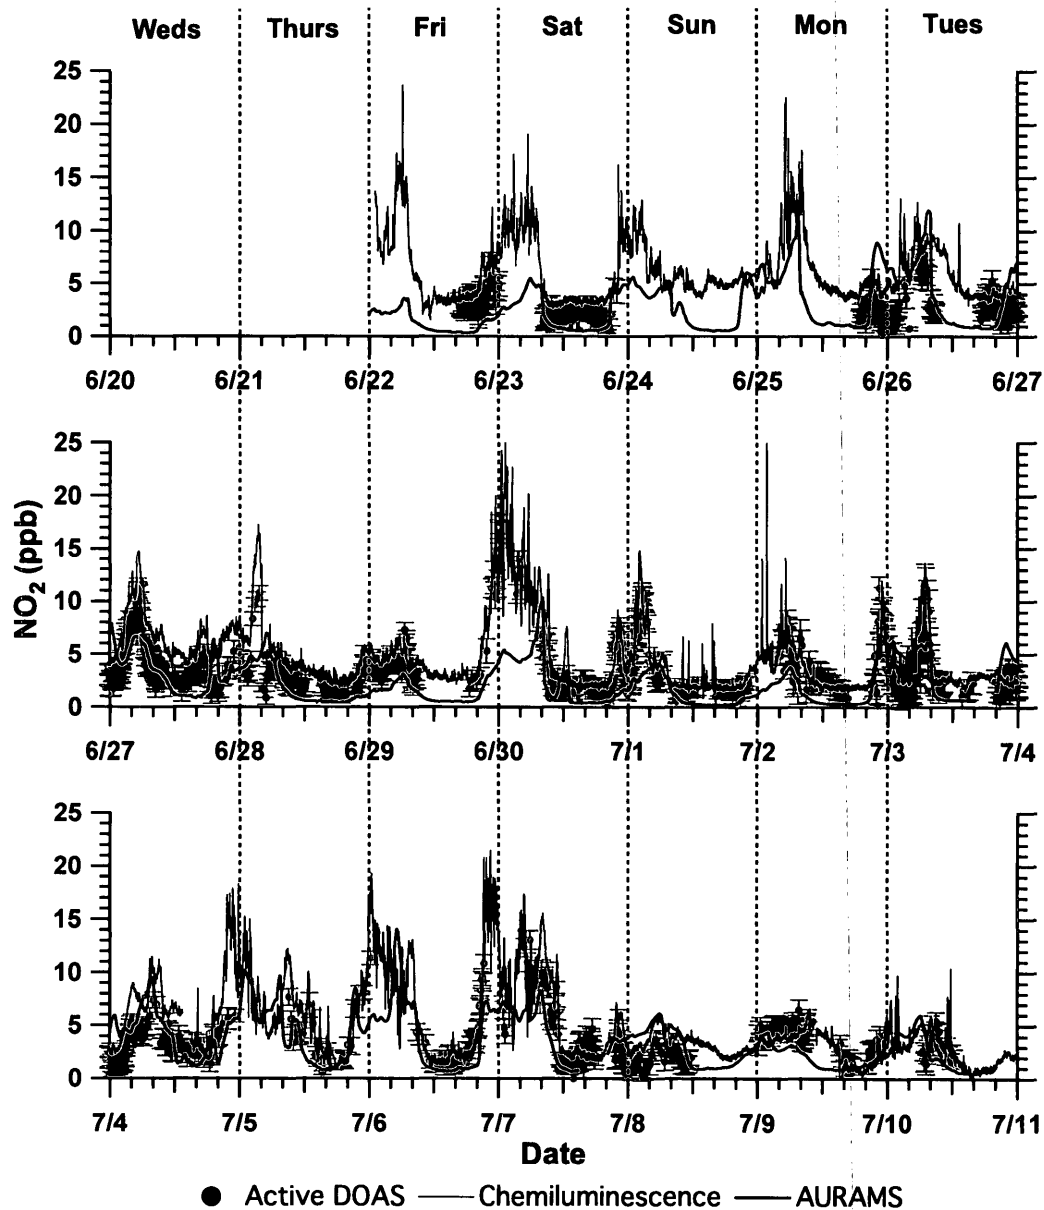 Weds Thurs Fri Sat Sun Mon Tues
25
20
15
10
5
0
6/20 6/21 6/22 6/23 6/24 6/25 6/26 6/27
25
20
15
10
5
0
6/27 6/28 6/29 6/30 7/1 7/2 7/3 7/4
NO2 (ppb)
25
20
15
10
5
0
7/4 7/5 7/6 7/7 7/8 7/9 7/10 7/11
Date
Active DOAS Chemiluminescence AURAMS